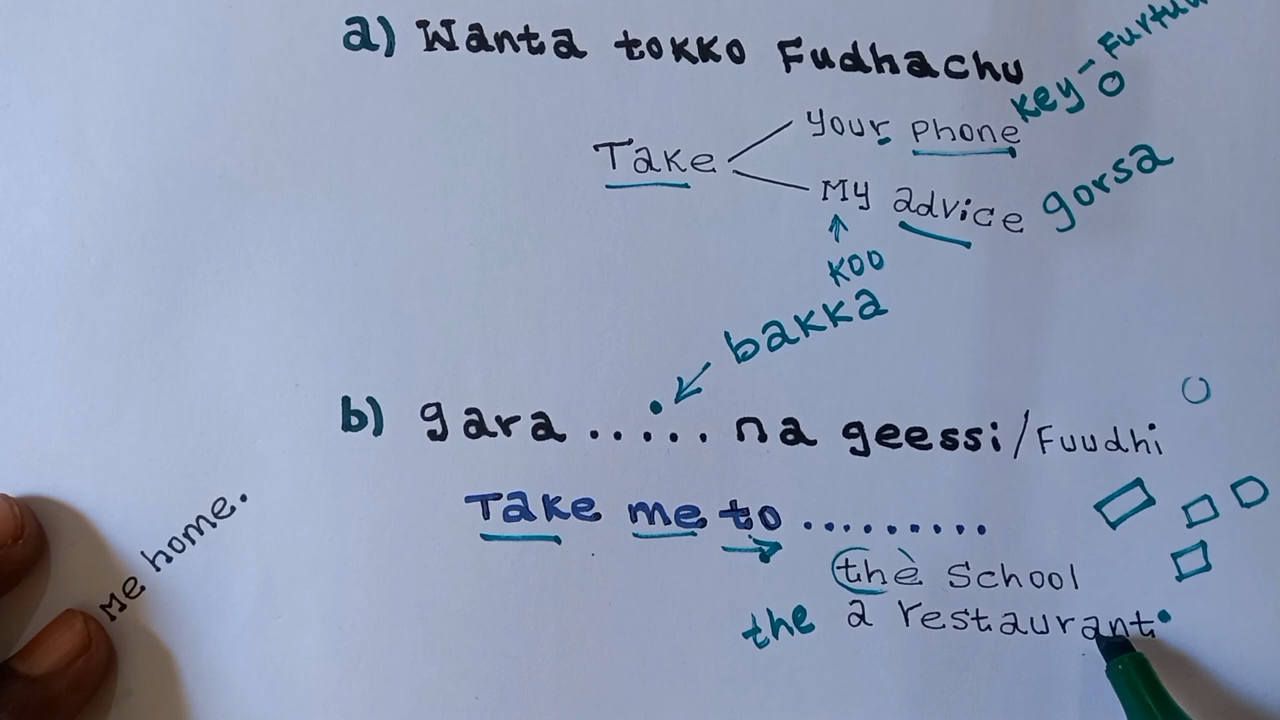 a) Wanta tokko Fudhachu
key - Furtuu
Take
your phone
My advice gorsa
koo
bakka
b) gara ..... na geessi/Fuudhi
Take me to .........
the school
the a restaurant.
Me home.